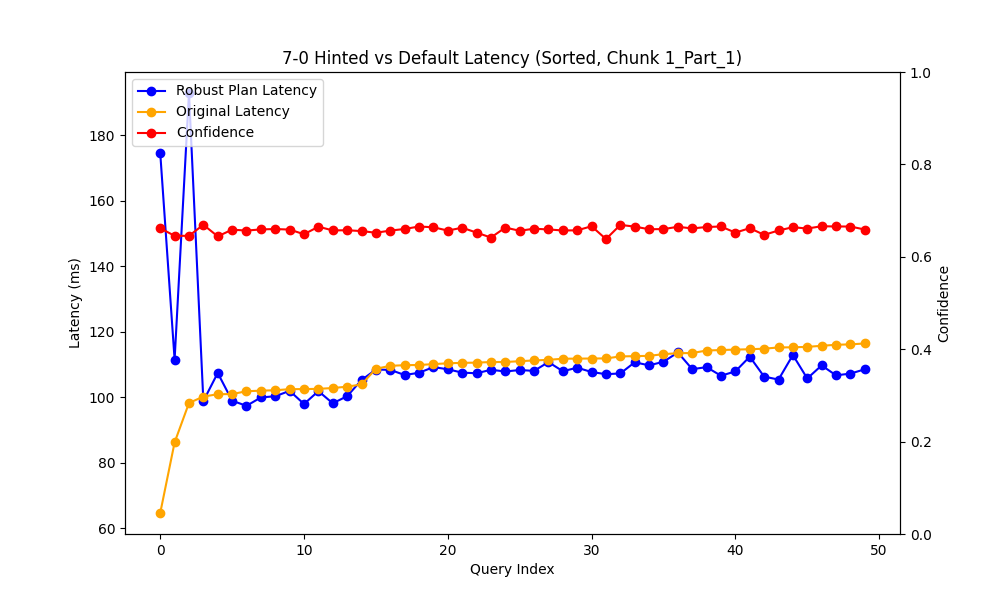 7-0 Hinted vs Default Latency (Sorted, Chunk 1_Part_1)
Robust Plan Latency
Original Latency
Confidence
Latency (ms)
180
160
140
120
100
80
60
1.0
0.8
0.6
0.4
0.2
0.0
Confidence
0 10 20 30 40 50
Query Index